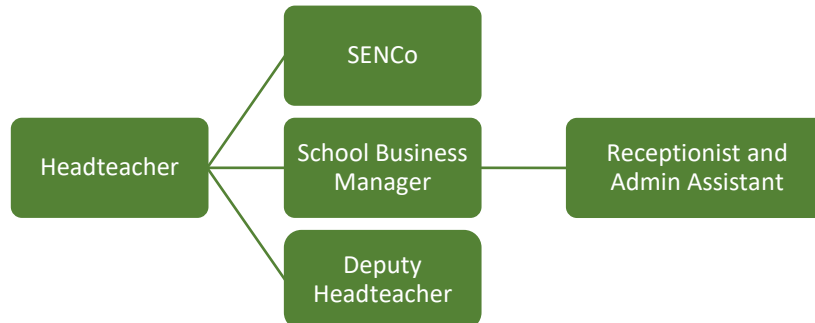 SENCo
Headteacher
School Business
Manager
Receptionist and
Admin Assistant
Deputy
Headteacher